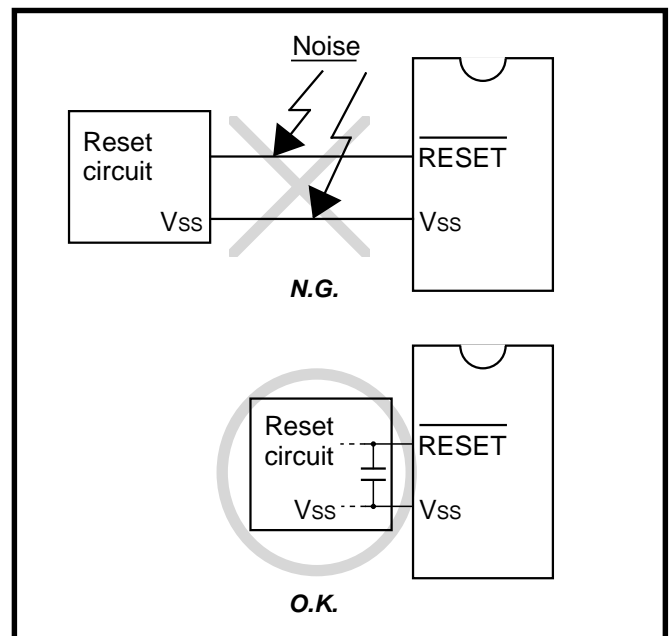 Noise
Reset
circuit
RESET
Vss
Vss
N.G.
Reset
circuit
RESET
Vss
Vss
O.K.